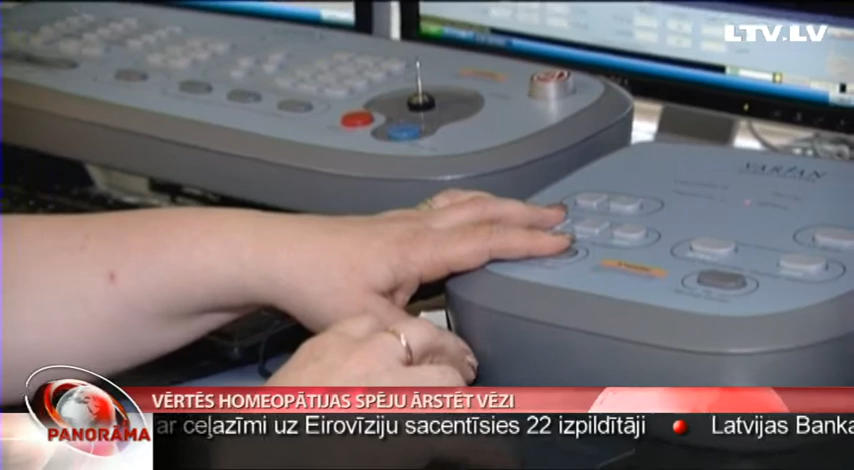 LTV.LV
VARIAN
VĒRTĒS HOMEOPĀTIJAS SPĒJU ĀRSTĒT VĒZI
PANORĀMA
ar ceļazīmi uz Eirovīziju sacentīsies 22 izpildītāji
Latvijas Banka